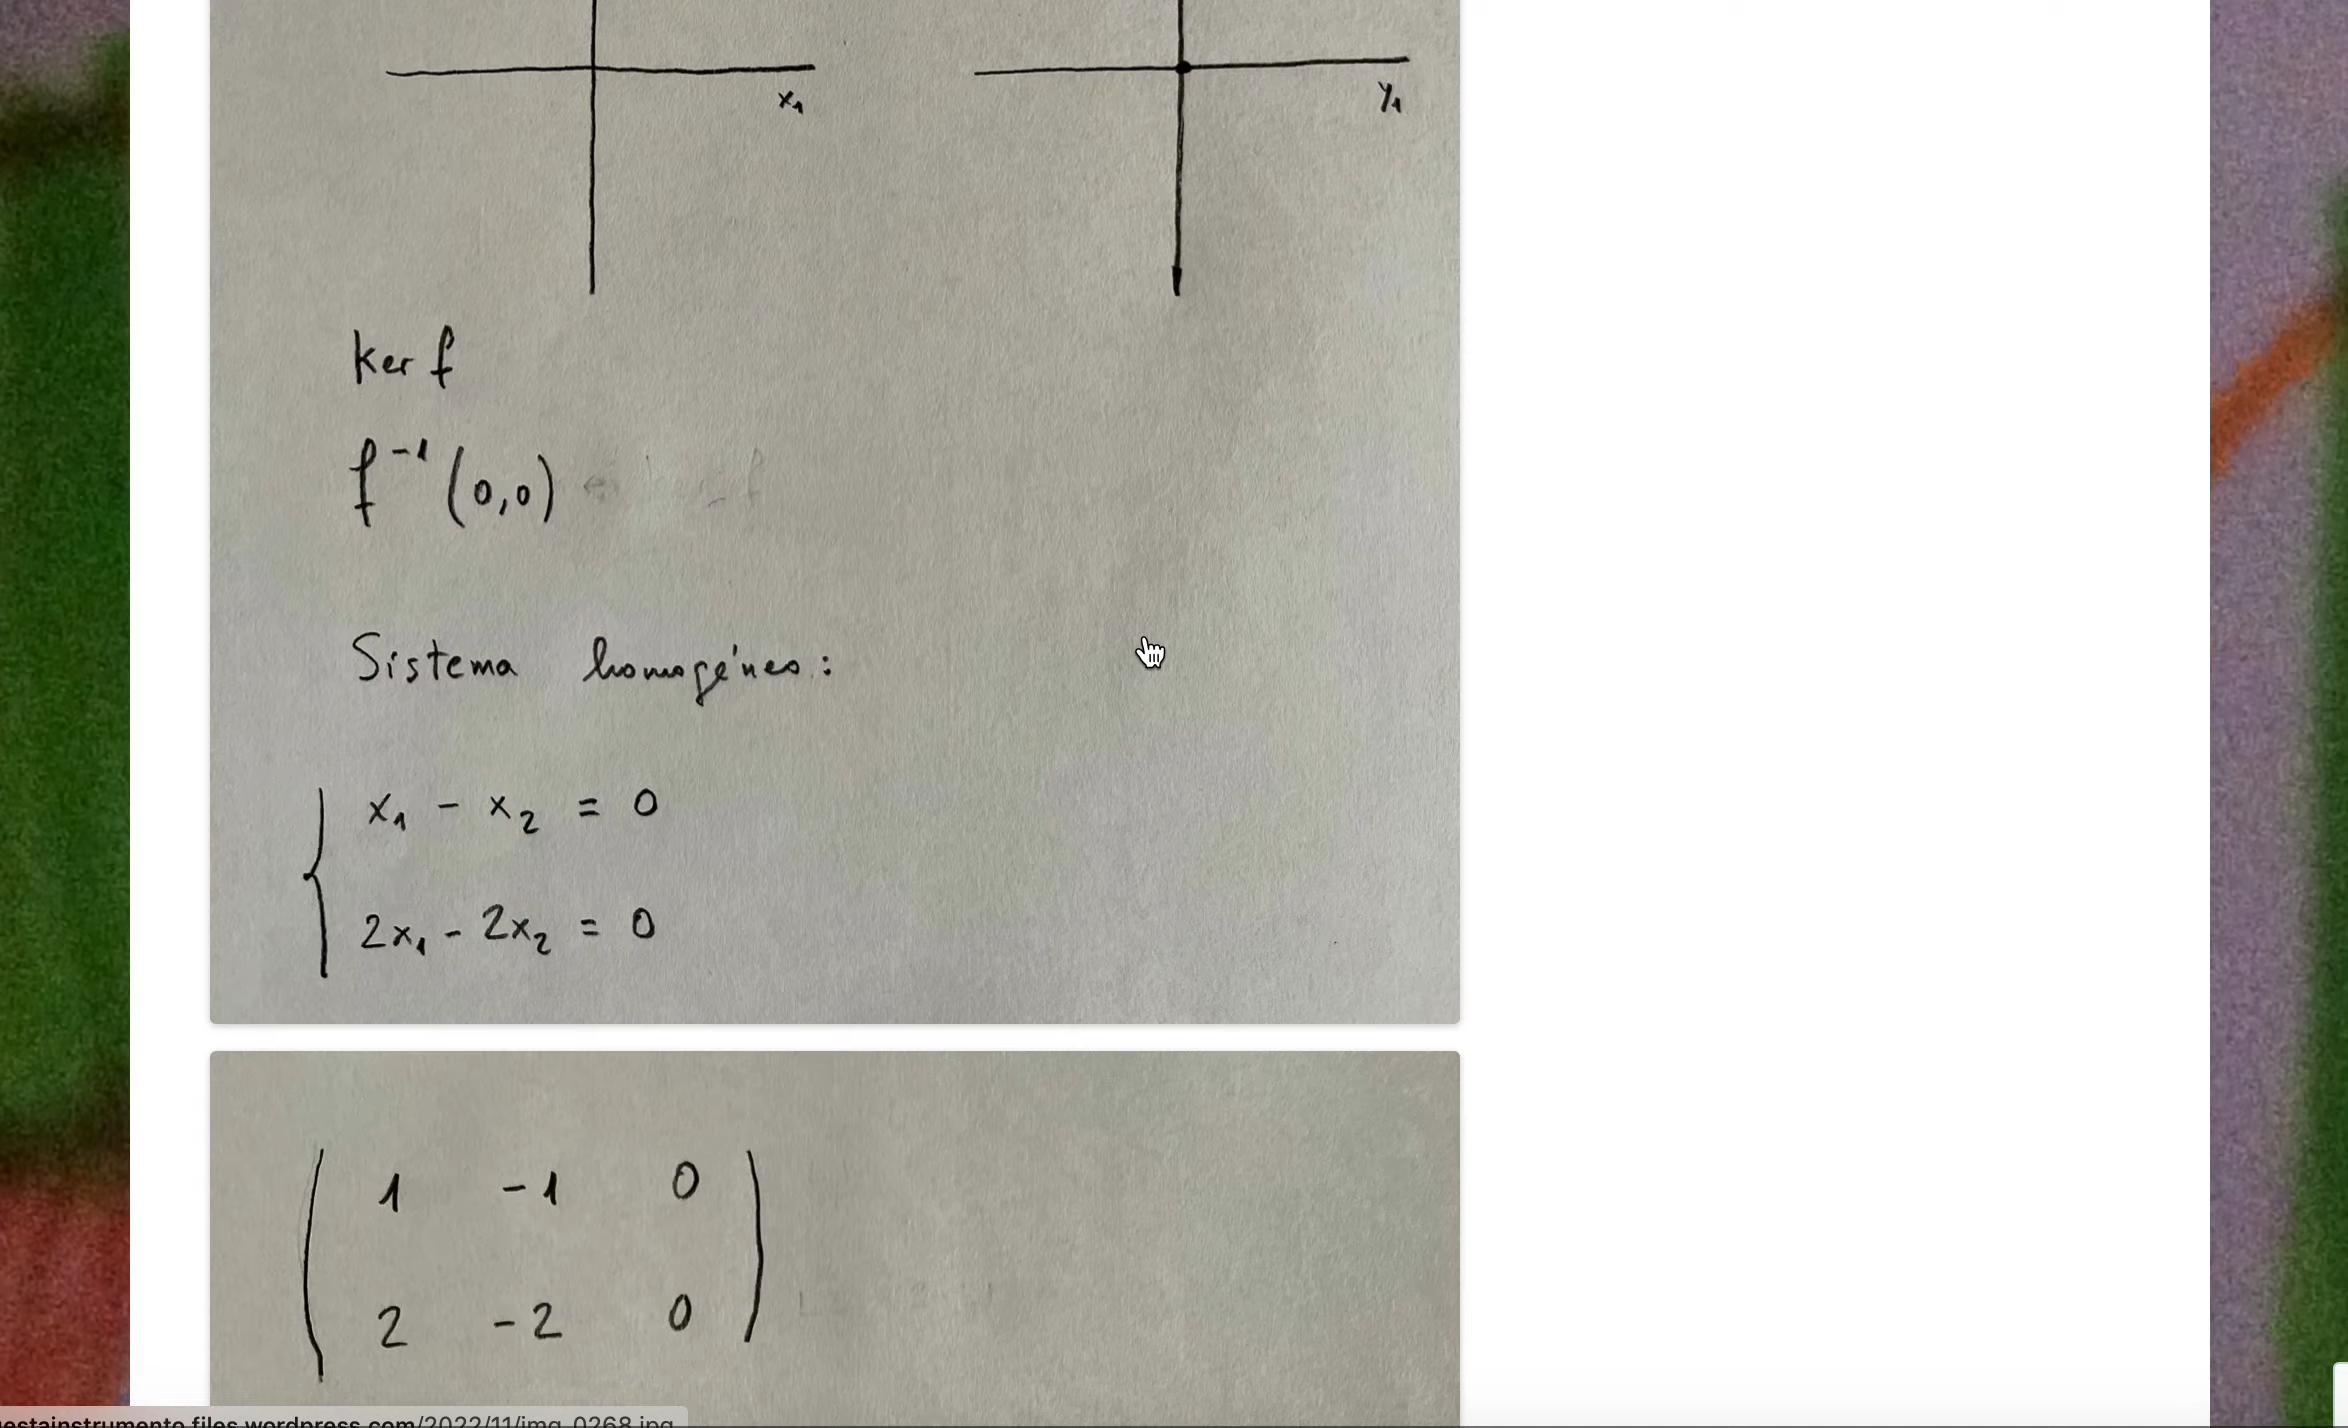 x₁ y₁
Ker f
f⁻¹(0,0)
Sistema homogéneo:
x₁ - x₂ = 0
2x₁ - 2x₂ = 0
1 -1 0
2 -2 0
files.wordpress.com/2022/11/img_0268.jpg